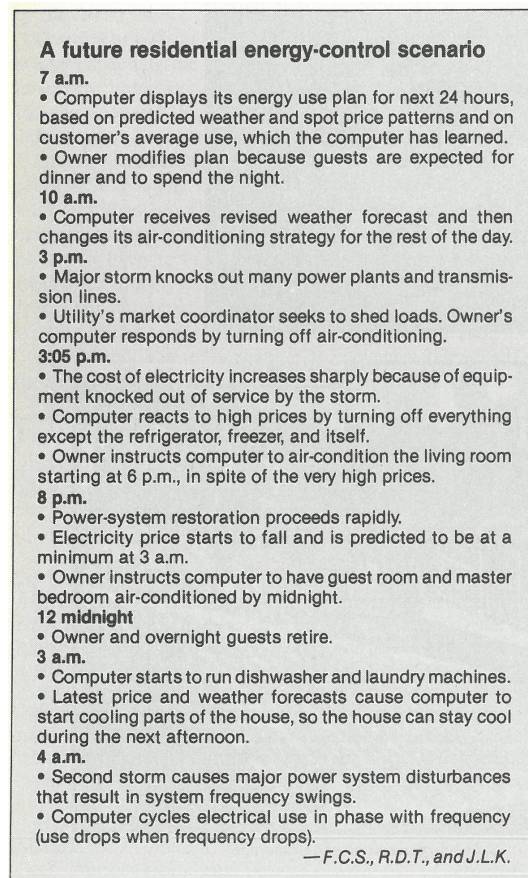 A future residential energy-control scenario
7 a.m.
• Computer displays its energy use plan for next 24 hours,
based on predicted weather and spot price patterns and on
customer's average use, which the computer has learned.
• Owner modifies plan because guests are expected for
dinner and to spend the night.
10 a.m.
• Computer receives revised weather forecast and then
changes its air-conditioning strategy for the rest of the day.
3 p.m.
• Major storm knocks out many power plants and transmis-
sion lines.
• Utility's market coordinator seeks to shed loads. Owner's
computer responds by turning off air-conditioning.
3:05 p.m.
• The cost of electricity increases sharply because of equip-
ment knocked out of service by the storm.
• Computer reacts to high prices by turning off everything
except the refrigerator, freezer, and itself.
• Owner instructs computer to air-condition the living room
starting at 6 p.m., in spite of the very high prices.
8 p.m.
• Power-system restoration proceeds rapidly.
• Electricity price starts to fall and is predicted to be at a
minimum at 3 a.m.
• Owner instructs computer to have guest room and master
bedroom air-conditioned by midnight.
12 midnight
• Owner and overnight guests retire.
3 a.m.
• Computer starts to run dishwasher and laundry machines.
• Latest price and weather forecasts cause computer to
start cooling parts of the house, so the house can stay cool
during the next afternoon.
4 a.m.
• Second storm causes major power system disturbances
that result in system frequency swings.
• Computer cycles electrical use in phase with frequency
(use drops when frequency drops).
—F.C.S., R.D.T., and J.L.K.